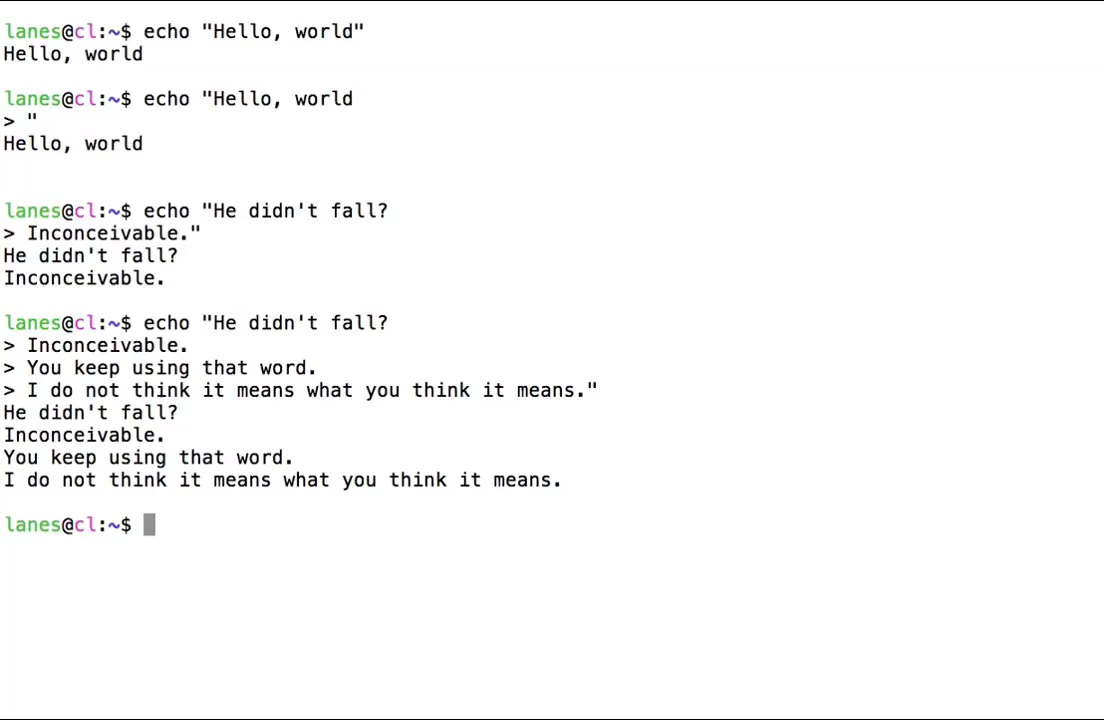 lanes@cl:~$ echo "Hello, world"
Hello, world
lanes@cl:~$ echo "Hello, world
> "
Hello, world
lanes@cl:~$ echo "He didn't fall?
> Inconceivable."
He didn't fall?
Inconceivable.
lanes@cl:~$ echo "He didn't fall?
> Inconceivable.
> You keep using that word.
> I do not think it means what you think it means."
He didn't fall?
Inconceivable.
You keep using that word.
I do not think it means what you think it means.
lanes@cl:~$